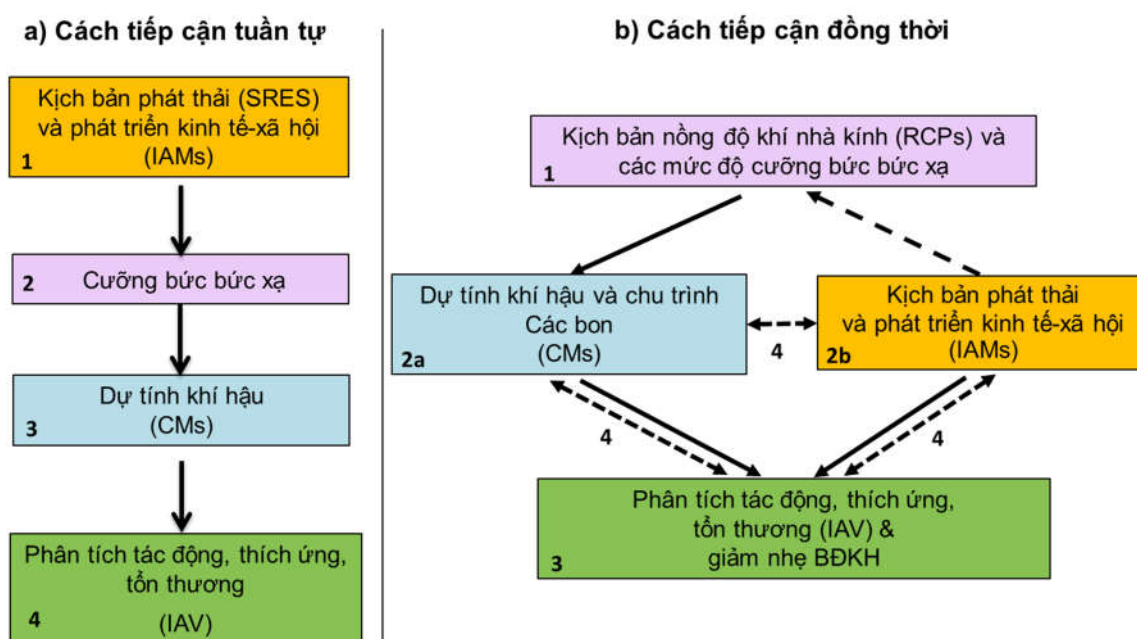 a) Cách tiếp cận tuần tự
Kịch bản phát thải (SRES)
và phát triển kinh tế-xã hội
(IAMs)
1
2
Cưỡng bức bức xạ
Dự tính khí hậu
(CMs)
3
Phân tích tác động, thích ứng,
tổn thương
(IAV)
4
b) Cách tiếp cận đồng thời
Kịch bản nồng độ khí nhà kính (RCPs) và
các mức độ cưỡng bức bức xạ
1
Dự tính khí hậu và chu trình
Các bon
(CMs)
2a
4
Kịch bản phát thải
và phát triển kinh tế-xã hội
(IAMs)
2b
4
4
Phân tích tác động, thích ứng,
tổn thương (IAV) &
giảm nhẹ BĐKH
3